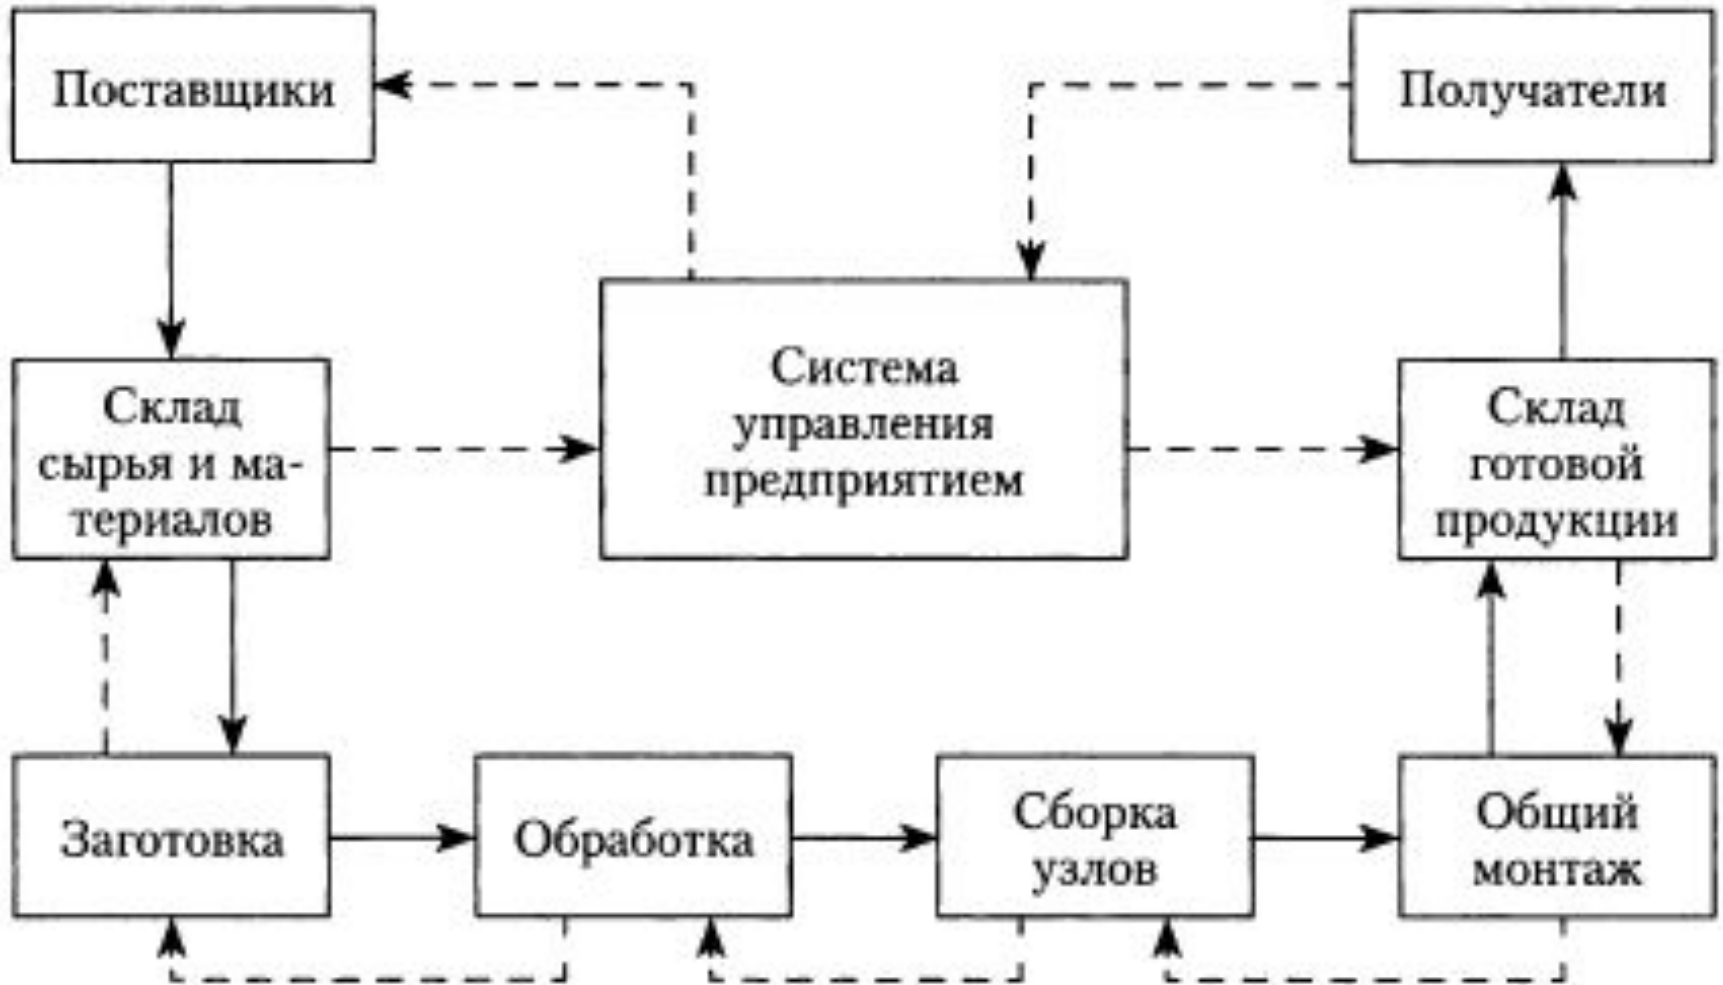 Поставщики
Получатели
Система
управления
предприятием
Склад
сырья и ма-
териалов
Склад
готовой
продукции
Заготовка
Обработка
Сборка
узлов
Общий
монтаж